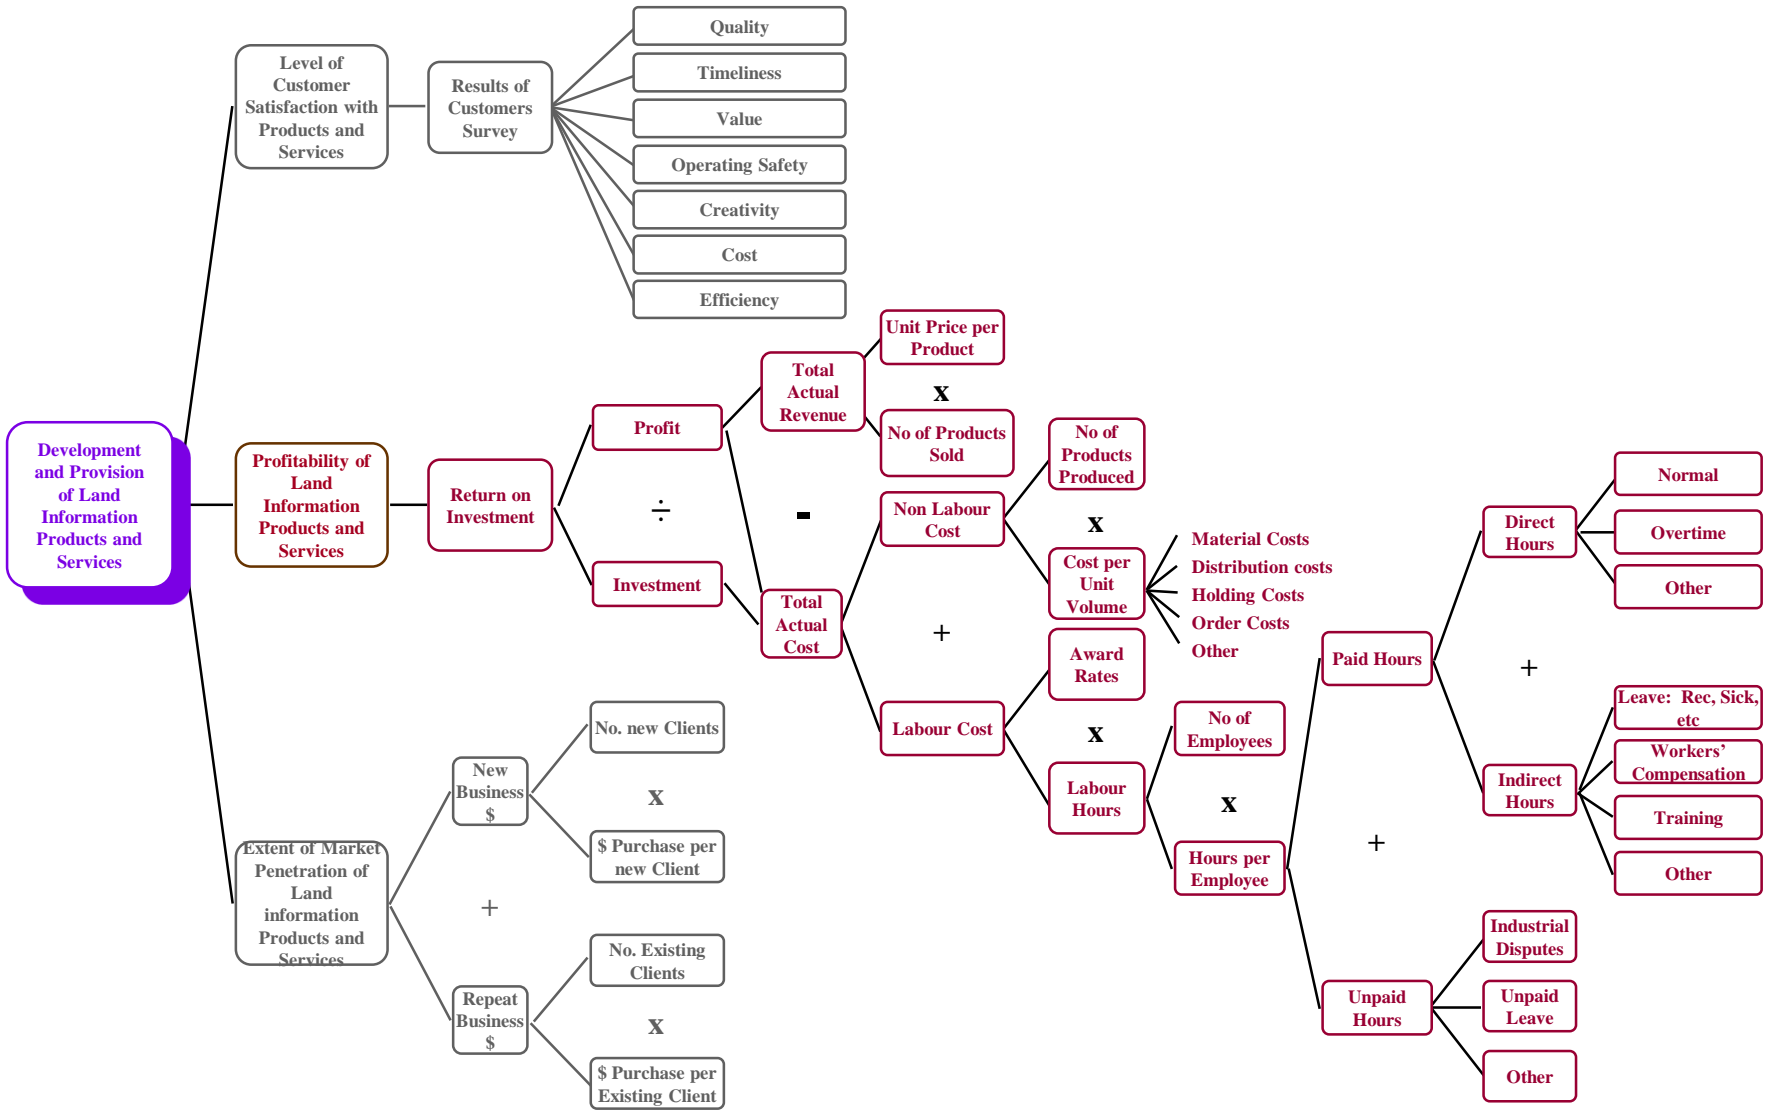 Development
and Provision
of Land
Information
Products and
Services
Level of
Customer
Satisfaction with
Products and
Services
Results of
Customers
Survey
Quality
Timeliness
Value
Operating Safety
Creativity
Cost
Efficiency
Profitability of
Land
Information
Products and
Services
Return on
Investment
Profit
÷
Investment
Total
Actual
Revenue
-
Total
Actual
Cost
Unit Price per
Product
x
No of Products
Sold
Non Labour
Cost
+
Labour Cost
No of
Products
Produced
x
Cost per
Unit
Volume
Material Costs
Distribution costs
Holding Costs
Order Costs
Other
Award
Rates
x
Labour
Hours
No of
Employees
x
Hours per
Employee
Paid Hours
+
Unpaid
Hours
Direct
Hours
+
Indirect
Hours
Normal
Overtime
Other
Leave:  Rec, Sick,
etc
Workers’
Compensation
Training
Other
Industrial
Disputes
Unpaid
Leave
Other
Extent of Market
Penetration of
Land
information
Products and
Services
New
Business
$
+
Repeat
Business
$
No. new Clients
x
$ Purchase per
new Client
No. Existing
Clients
x
$ Purchase per
Existing Client